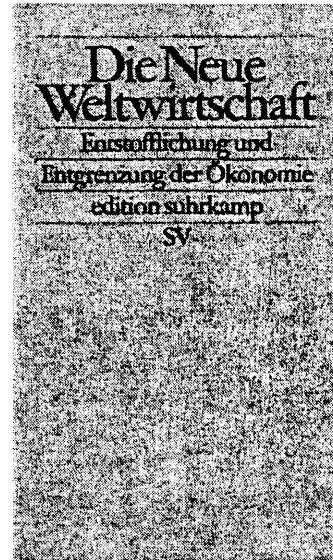 Die Neue
Weltwirtschaft
Entstofflichung und
Entgrenzung der Ökonomie
edition suhrkamp
SV